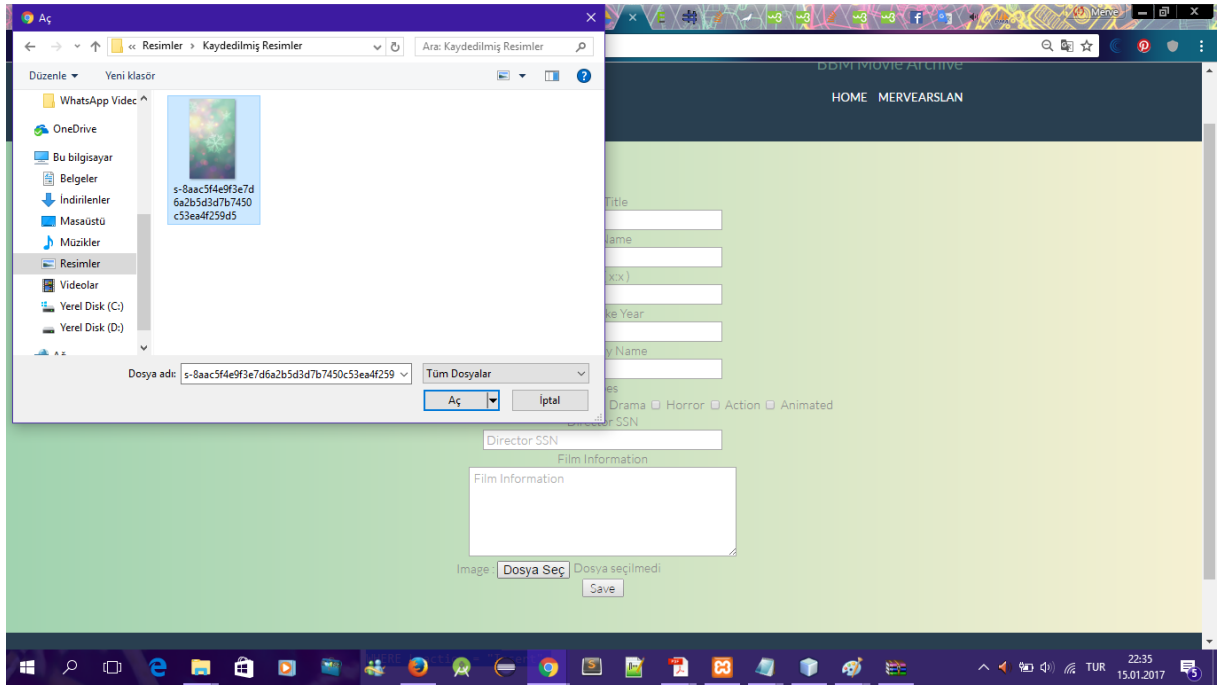 Aç
Merve
« Resimler › Kaydedilmiş Resimler
Ara: Kaydedilmiş Resimler
Düzenle
Yeni klasör
WhatsApp Videc
OneDrive
Bu bilgisayar
Belgeler
İndirilenler
Masaüstü
Müzikler
Resimler
Videolar
Yerel Disk (C:)
Yerel Disk (D:)
s-8aac5f4e9f3e7d
6a2b5d3d7b7450
c53ea4f259d5
Dosya adı: s-8aac5f4e9f3e7d6a2b5d3d7b7450c53ea4f259
Tüm Dosyalar
Aç
İptal
BBM Movie Archive
HOME MERVEARSLAN
Title
Name
x:x )
ke Year
y Name
es
Drama Horror Action Animated
Director SSN
Director SSN
Film Information
Film Information
Image : Dosya Seç Dosya seçilmedi
Save
TUR
22:35
15.01.2017